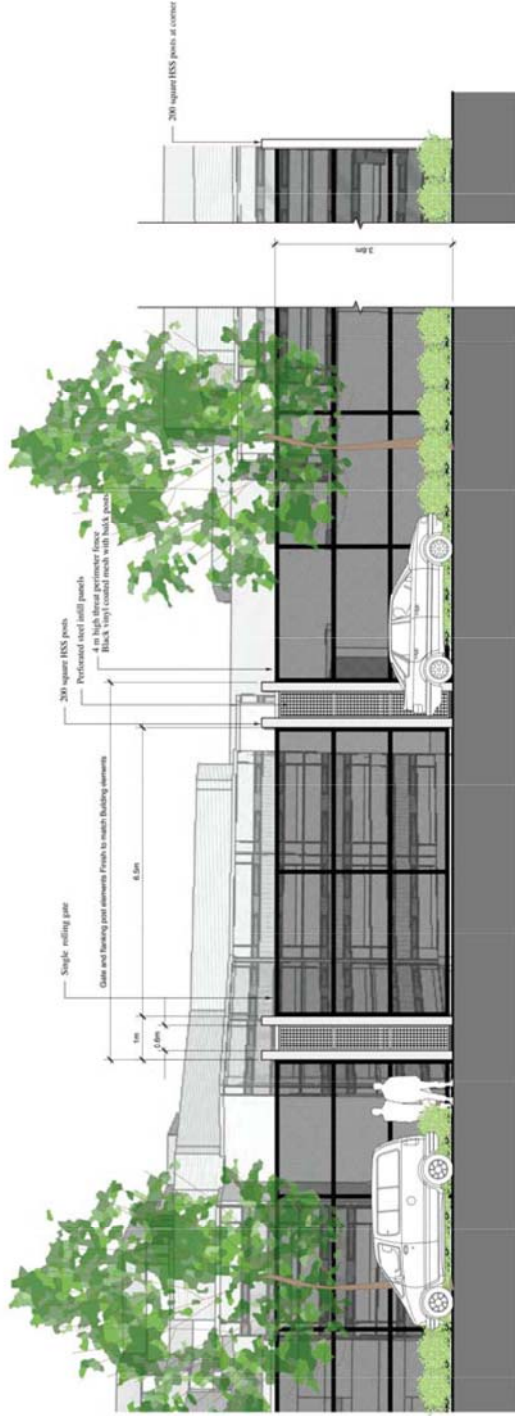 Single rolling gate
Gate and flanking post elements Finish to match Building elements
1m
0.6m
6.5m
200 square HSS posts
Perforated steel infill panels
4 m high threat perimeter fence
Black vinyl coated mesh with balck posts
3.6m
200 square HSS posts at corner